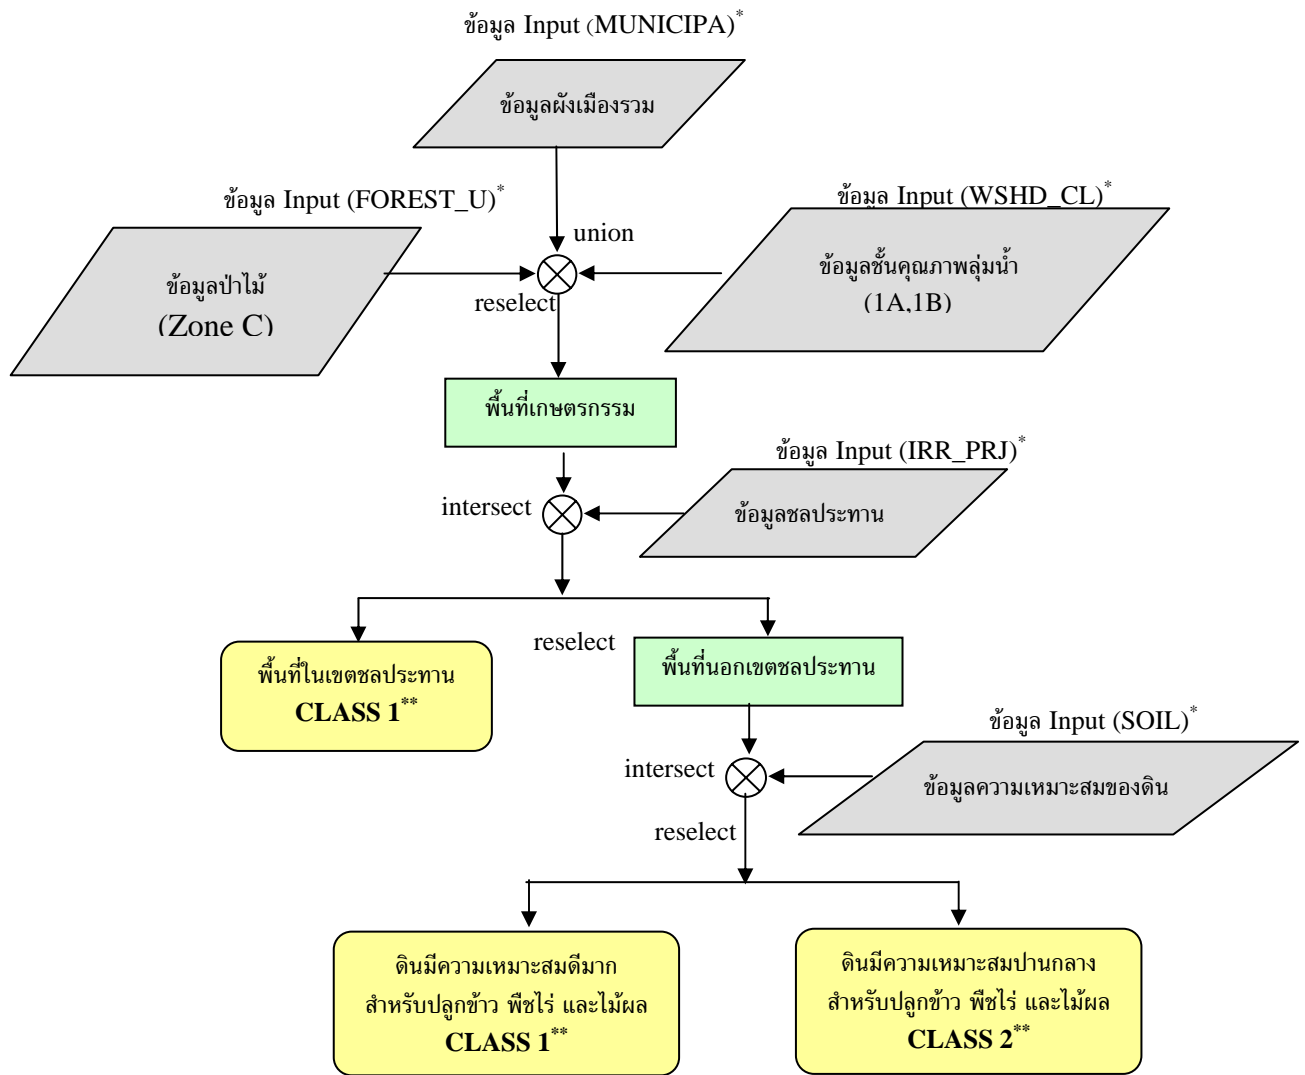 ข้อมูล Input (MUNICIPA)*
ข้อมูลผังเมืองรวม
ข้อมูล Input (FOREST_U)*
ข้อมูล Input (WSHD_CL)*
ข้อมูลป่าไม้
(Zone C)
union
reselect
ข้อมูลชั้นคุณภาพลุ่มน้ำ
(1A,1B)
พื้นที่เกษตรกรรม
ข้อมูล Input (IRR_PRJ)*
intersect
ข้อมูลชลประทาน
พื้นที่ในเขตชลประทาน
CLASS 1**
reselect
พื้นที่นอกเขตชลประทาน
ข้อมูล Input (SOIL)*
intersect
ข้อมูลความเหมาะสมของดิน
reselect
ดินมีความเหมาะสมดีมาก
สำหรับปลูกข้าว พืชไร่ และไม้ผล
CLASS 1**
ดินมีความเหมาะสมปานกลาง
สำหรับปลูกข้าว พืชไร่ และไม้ผล
CLASS 2**